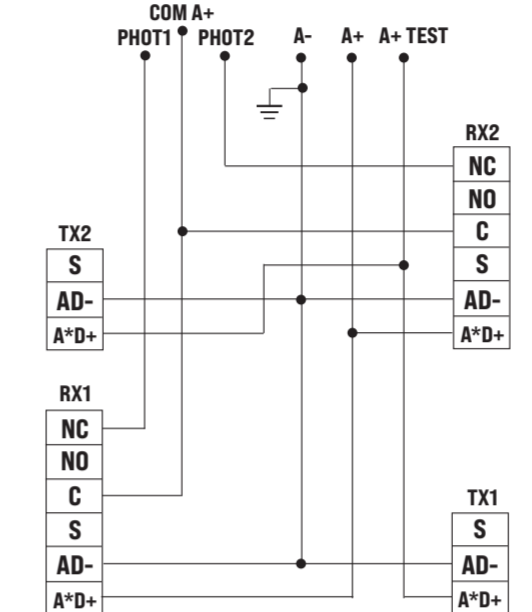 COM A+
PHOT1 PHOT2 A- A+ A+ TEST
RX2
NC
NO
C
S
AD-
A*D+
TX2
S
AD-
A*D+
RX1
NC
NO
C
S
AD-
A*D+
TX1
S
AD-
A*D+